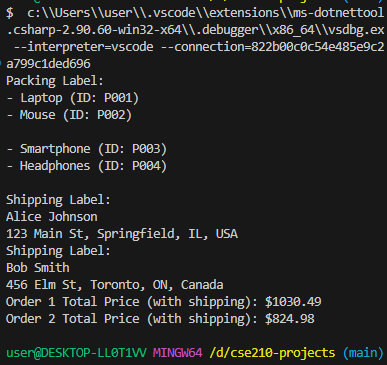 $  c:\\Users\\user\\.vscode\\extensions\\ms-dotnettool
.csharp-2.90.60-win32-x64\\.debugger\\x86_64\\vsdbg.ex
 --interpreter=vscode --connection=822b00c0c54e485e9c2
a799c1ded696
Packing Label:
- Laptop (ID: P001)
- Mouse (ID: P002)

- Smartphone (ID: P003)
- Headphones (ID: P004)

Shipping Label:
Alice Johnson
123 Main St, Springfield, IL, USA
Shipping Label:
Bob Smith
456 Elm St, Toronto, ON, Canada
Order 1 Total Price (with shipping): $1030.49
Order 2 Total Price (with shipping): $824.98

user@DESKTOP-LL0T1VV MINGW64 /d/cse210-projects (main)